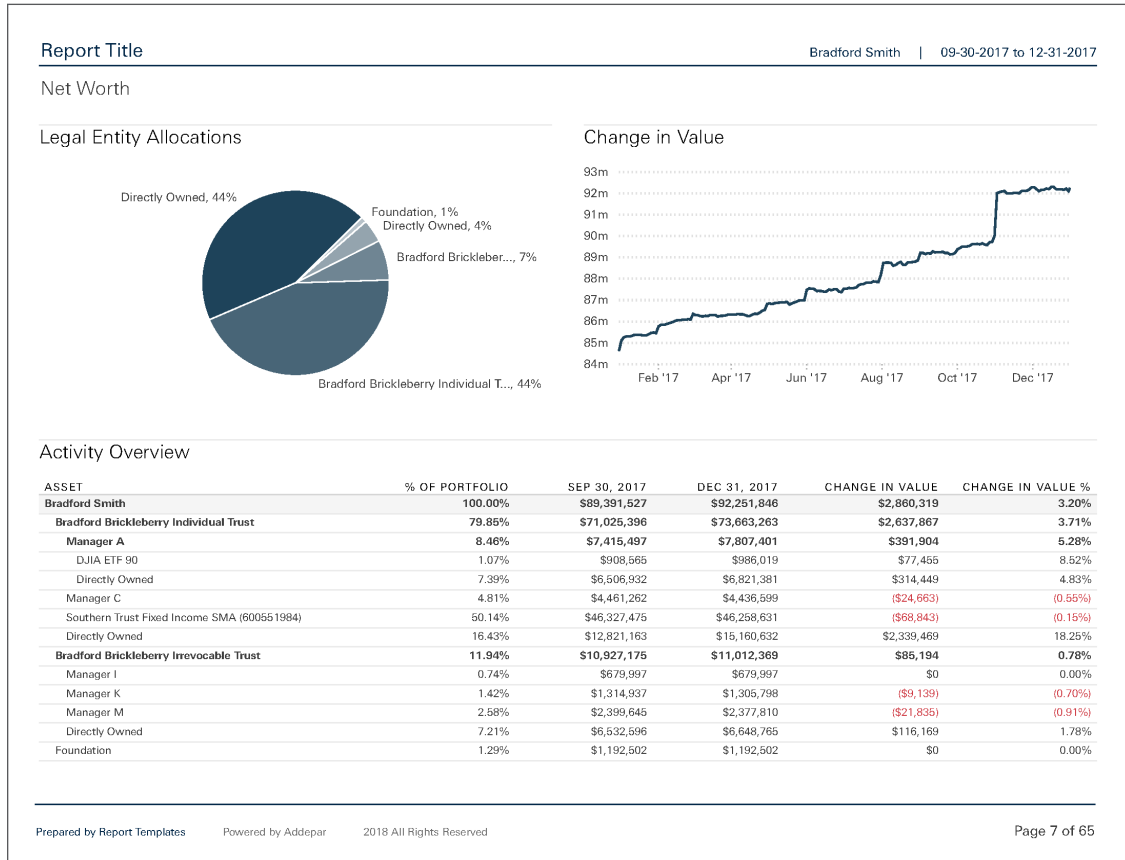 Report Title
Bradford Smith | 09-30-2017 to 12-31-2017
Net Worth
Legal Entity Allocations
Directly Owned, 44%
Foundation, 1%
Directly Owned, 4%
Bradford Brickleber..., 7%
Bradford Brickleberry Individual T..., 44%
Change in Value
93m
92m
91m
90m
89m
88m
87m
86m
85m
84m
Feb '17 Apr '17 Jun '17 Aug '17 Oct '17 Dec '17
Activity Overview
ASSET % OF PORTFOLIO SEP 30, 2017 DEC 31, 2017 CHANGE IN VALUE CHANGE IN VALUE %
Bradford Smith 100.00% $89,391,527 $92,251,846 $2,860,319 3.20%
Bradford Brickleberry Individual Trust 79.85% $71,025,396 $73,663,263 $2,637,867 3.71%
Manager A 8.46% $7,415,497 $7,807,401 $391,904 5.28%
DJIA ETF 90 1.07% $908,565 $986,019 $77,455 8.52%
Directly Owned 7.39% $6,506,932 $6,821,381 $314,449 4.83%
Manager C 4.81% $4,461,262 $4,436,599 ($24,663) (0.55%)
Southern Trust Fixed Income SMA (600551984) 50.14% $46,327,475 $46,258,631 ($68,843) (0.15%)
Directly Owned 16.43% $12,821,163 $15,160,632 $2,339,469 18.25%
Bradford Brickleberry Irrevocable Trust 11.94% $10,927,175 $11,012,369 $85,194 0.78%
Manager I 0.74% $679,997 $679,997 $0 0.00%
Manager K 1.42% $1,314,937 $1,305,798 ($9,139) (0.70%)
Manager M 2.58% $2,399,645 $2,377,810 ($21,835) (0.91%)
Directly Owned 7.21% $6,532,596 $6,648,765 $116,169 1.78%
Foundation 1.29% $1,192,502 $1,192,502 $0 0.00%
Prepared by Report Templates Powered by Addepar 2018 All Rights Reserved Page 7 of 65